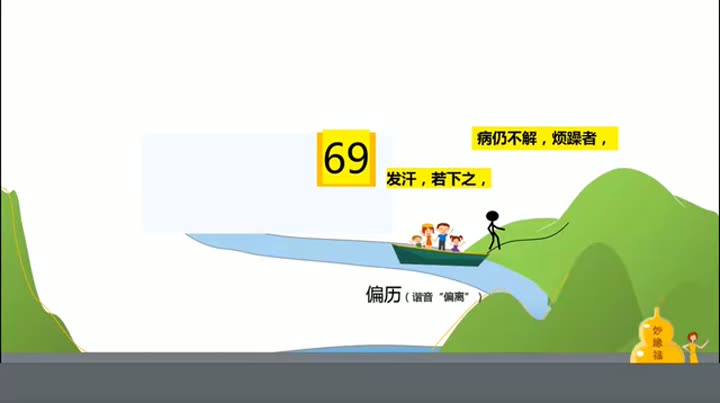 病仍不解，烦躁者，
69
发汗，若下之，
偏历（谐音“偏离”）
妙缘福